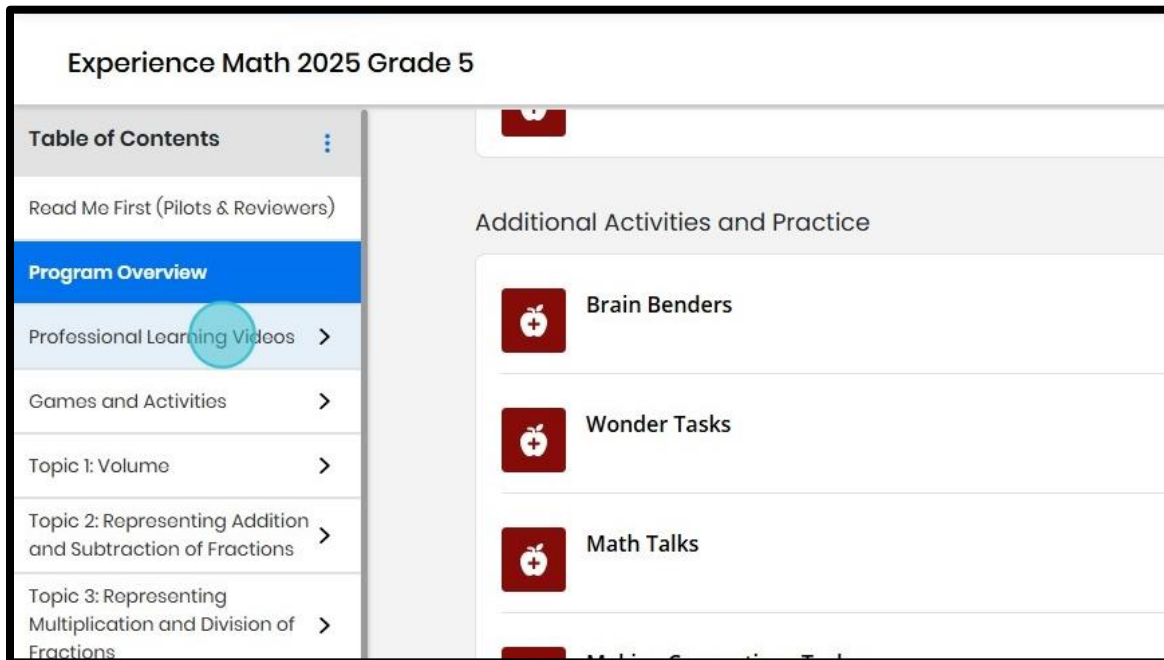 Experience Math 2025 Grade 5
Table of Contents
Read Me First (Pilots & Reviewers)
Program Overview
Professional Learning Videos
Games and Activities
Topic 1: Volume
Topic 2: Representing Addition
and Subtraction of Fractions
Topic 3: Representing
Multiplication and Division of
Fractions
Additional Activities and Practice
Brain Benders
Wonder Tasks
Math Talks